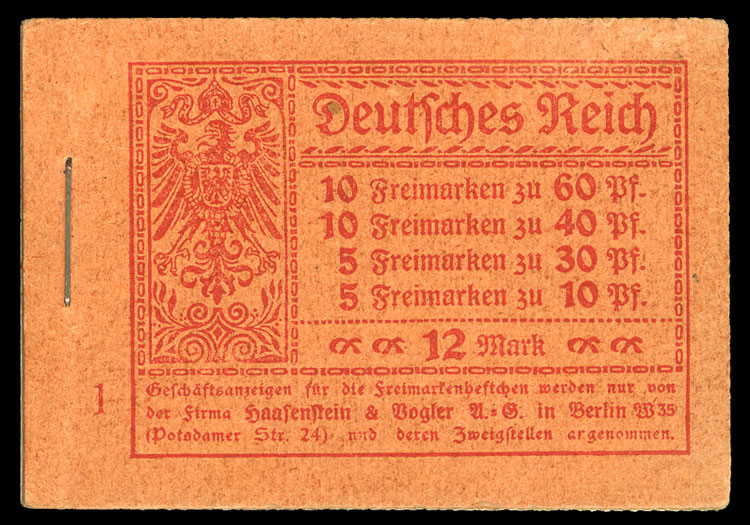 Deutsches Reich
10 Freimarken zu 60 Pf.
10 Freimarken zu 40 Pf.
5 Freimarken zu 30 Pf.
5 Freimarken zu 10 Pf.
12 Mark
1
Geschäftsanzeigen für die Freimarkenheftchen werden nur von
der Firma Haasenstein & Vogler A.=G. in Berlin W 35
(Potsdamer Str. 24) und deren Zweigstellen angenommen.